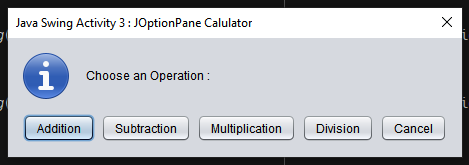 Java Swing Activity 3 : JOptionPane Calulator
Choose an Operation :
Addition Subtraction Multiplication Division Cancel